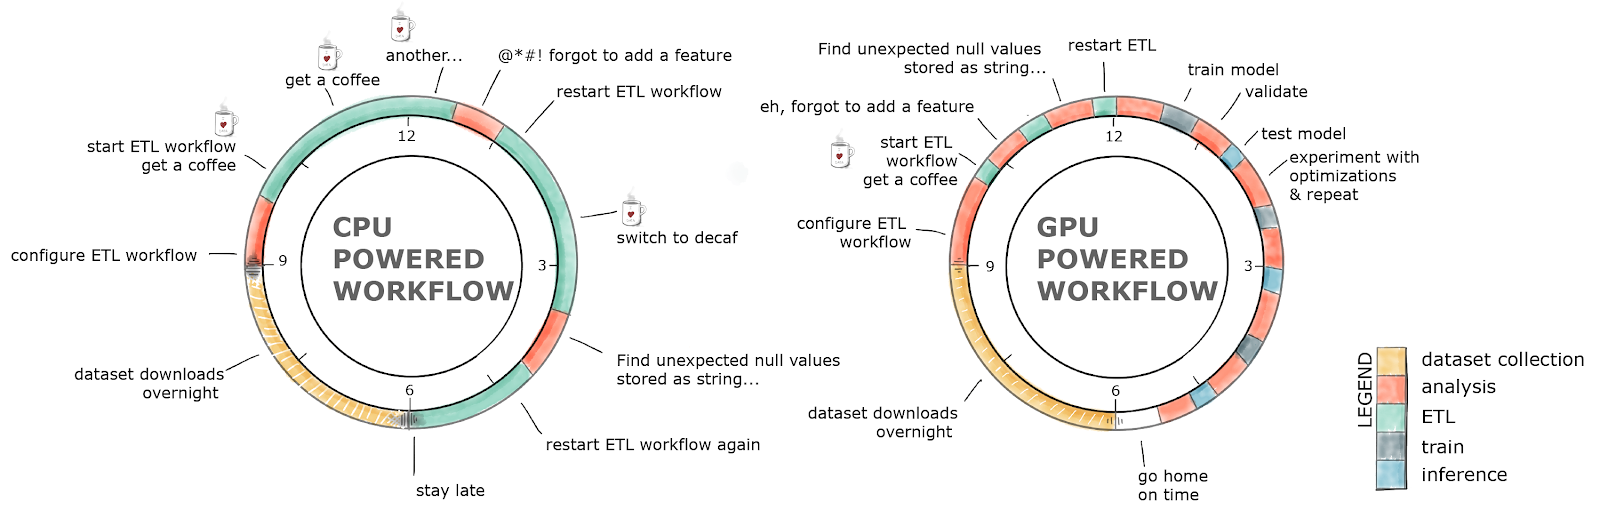 another...
get a coffee
@*#! forgot to add a feature
restart ETL workflow
start ETL workflow
get a coffee
12
CPU
POWERED
WORKFLOW
3
6
9
switch to decaf
configure ETL workflow
Find unexpected null values
stored as string...
dataset downloads
overnight
restart ETL workflow again
stay late
Find unexpected null values
stored as string...
restart ETL
train model
validate
eh, forgot to add a feature
test model
start ETL
workflow
get a coffee
experiment with
optimizations
& repeat
configure ETL
workflow
12
GPU
POWERED
WORKFLOW
3
6
9
dataset downloads
overnight
go home
on time
LEGEND
dataset collection
analysis
ETL
train
inference